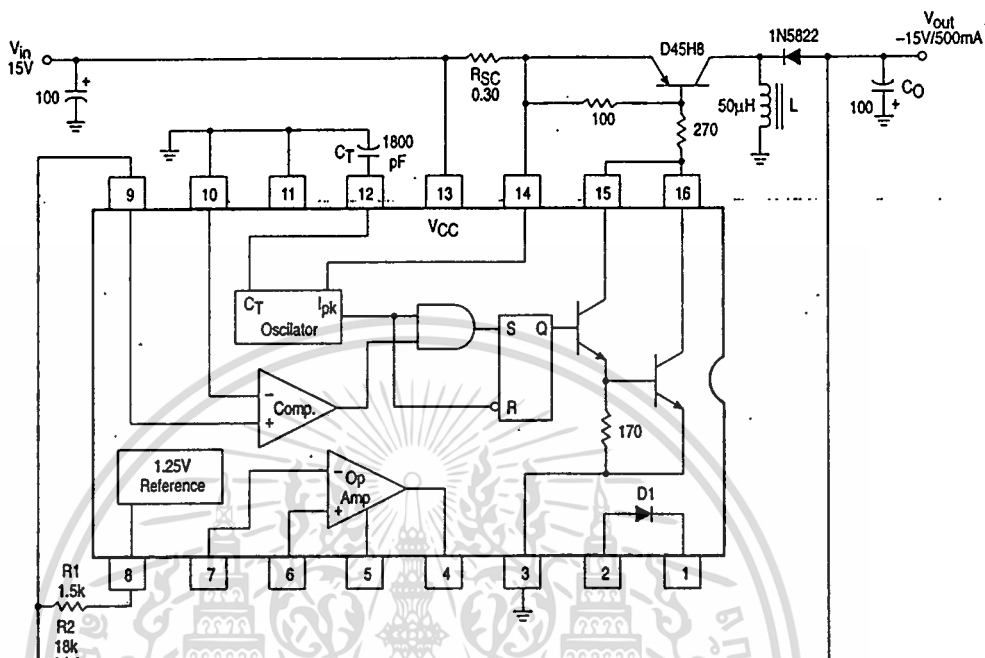 Vin
15V
100
+
RSC
0.30
D45H8
1N5822
Vout
–15V/500mA
100
270
50µH
L
100
CO
+
CT
1800
pF
9
10
11
12
13
14
15
16
VCC
CT
Ipk
Oscilator
S
Q
R
–
Comp.
+
170
1.25V
Reference
–
Op
Amp
+
D1
8
7
6
5
4
3
2
1
R1
1.5k
R2
18k